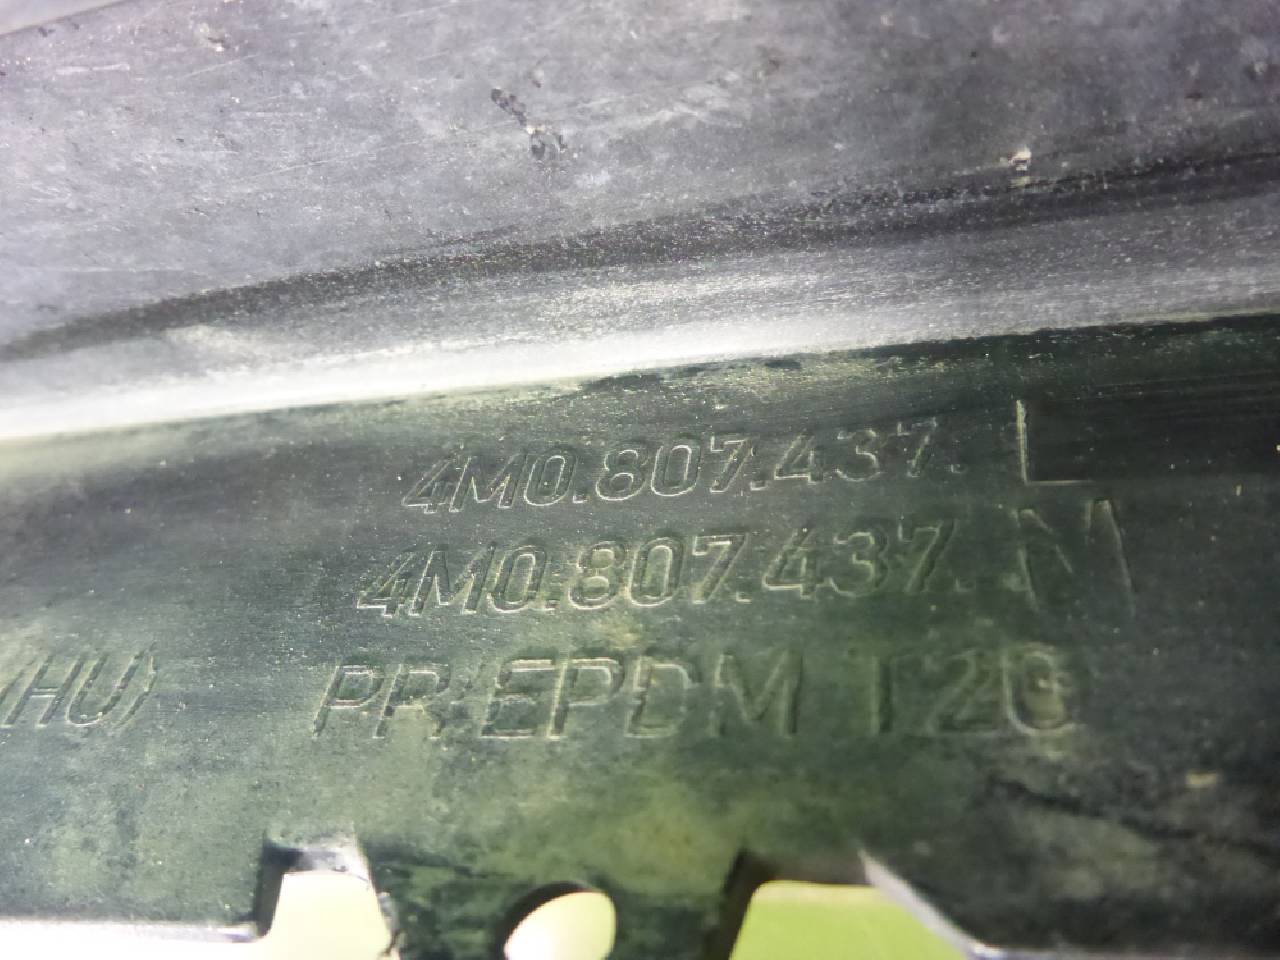 4M0.807.437. L
4M0.807.437. M
(HU) PP/EPDM T20